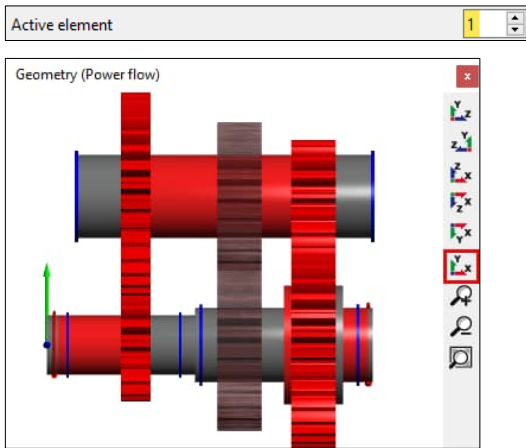 Active element 1
Geometry (Power flow) x
Y Z
Z Y
Z X
Z X
Y X
Y X